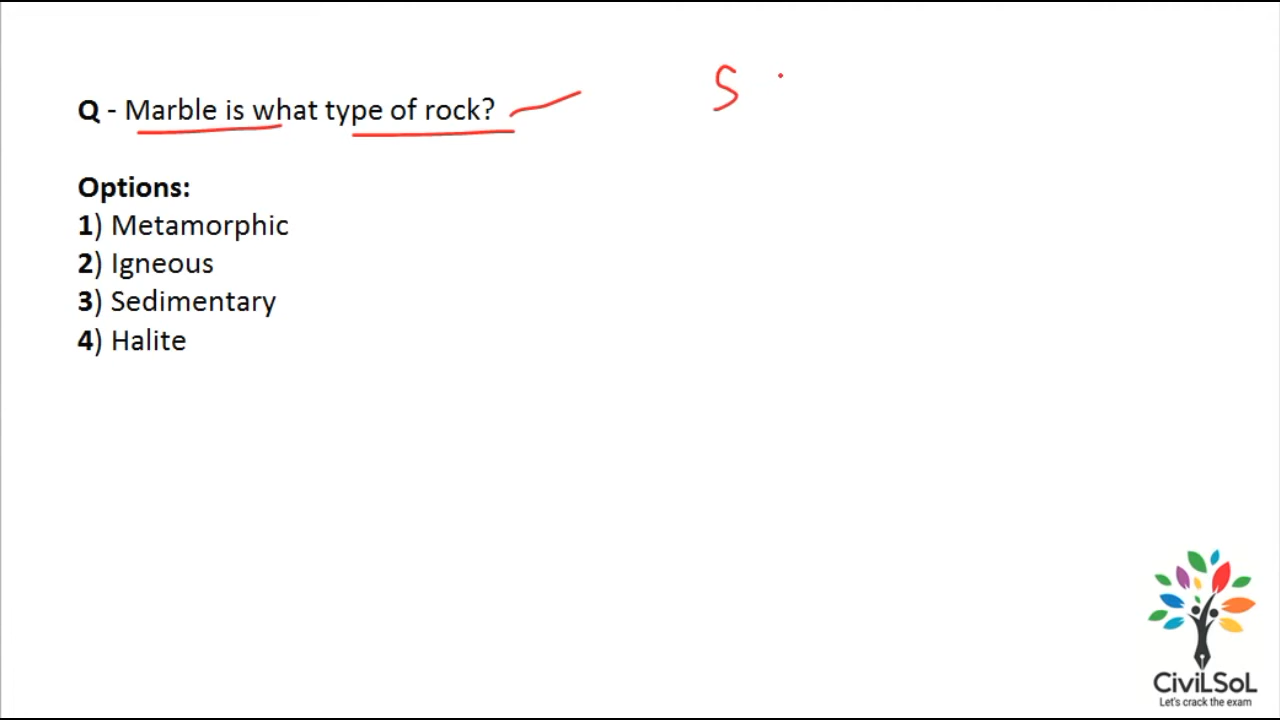 Q - Marble is what type of rock?
S
Options:
1) Metamorphic
2) Igneous
3) Sedimentary
4) Halite
CiviLSoL
Let's crack the exam